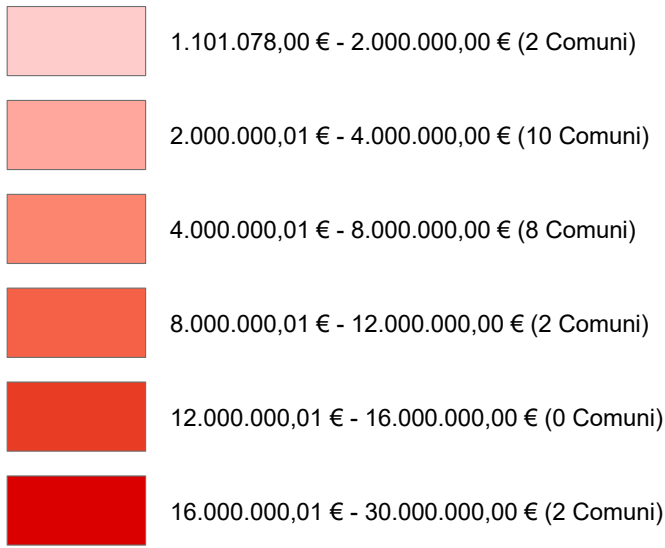 1.101.078,00 € - 2.000.000,00 € (2 Comuni)
2.000.000,01 € - 4.000.000,00 € (10 Comuni)
4.000.000,01 € - 8.000.000,00 € (8 Comuni)
8.000.000,01 € - 12.000.000,00 € (2 Comuni)
12.000.000,01 € - 16.000.000,00 € (0 Comuni)
16.000.000,01 € - 30.000.000,00 € (2 Comuni)